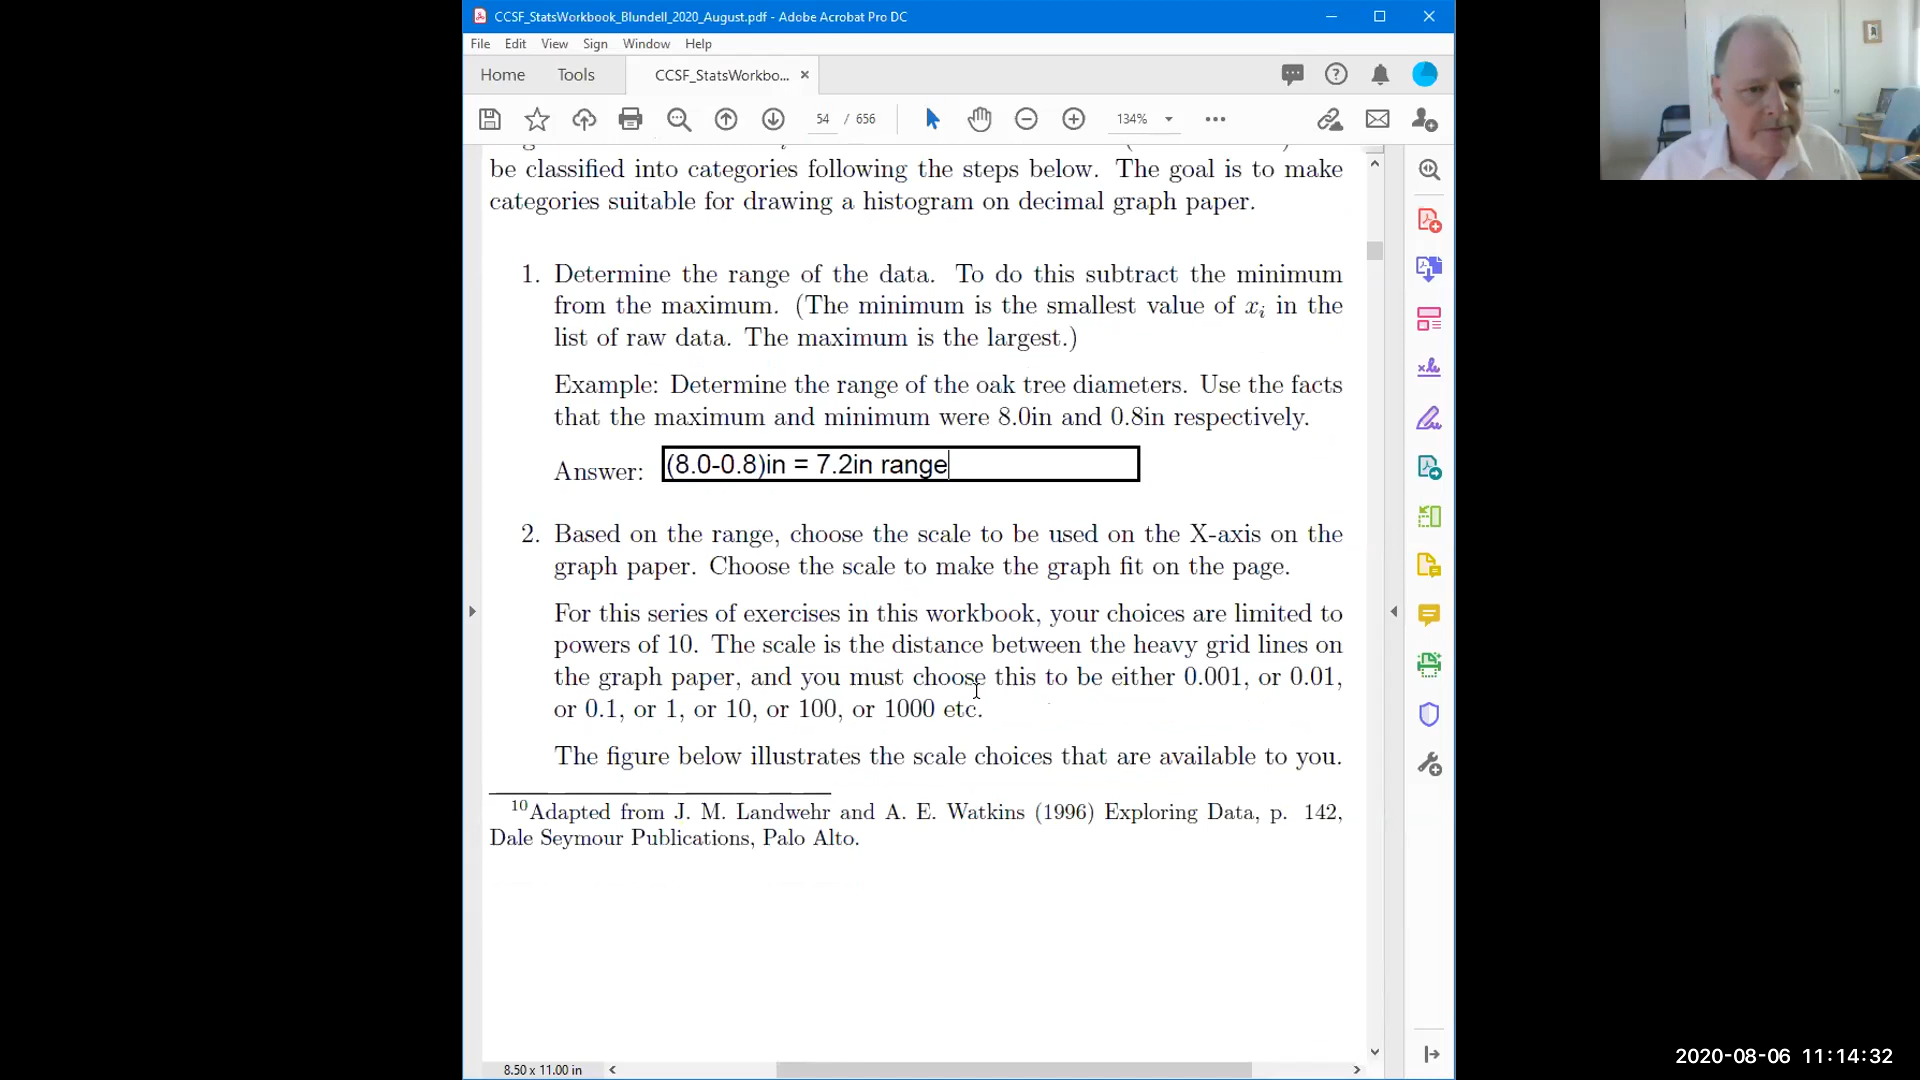 CCSF_StatsWorkbook_Blundell_2020_August.pdf - Adobe Acrobat Pro DC
File Edit View Sign Window Help
Home Tools CCSF_StatsWorkbo... ×
54 / 656 134%
be classified into categories following the steps below. The goal is to make
categories suitable for drawing a histogram on decimal graph paper.
1. Determine the range of the data. To do this subtract the minimum
from the maximum. (The minimum is the smallest value of xᵢ in the
list of raw data. The maximum is the largest.)
Example: Determine the range of the oak tree diameters. Use the facts
that the maximum and minimum were 8.0in and 0.8in respectively.
Answer: (8.0-0.8)in = 7.2in range
2. Based on the range, choose the scale to be used on the X-axis on the
graph paper. Choose the scale to make the graph fit on the page.
For this series of exercises in this workbook, your choices are limited to
powers of 10. The scale is the distance between the heavy grid lines on
the graph paper, and you must choose this to be either 0.001, or 0.01,
or 0.1, or 1, or 10, or 100, or 1000 etc.
The figure below illustrates the scale choices that are available to you.
¹⁰Adapted from J. M. Landwehr and A. E. Watkins (1996) Exploring Data, p. 142,
Dale Seymour Publications, Palo Alto.
8.50 x 11.00 in
2020-08-06 11:14:32